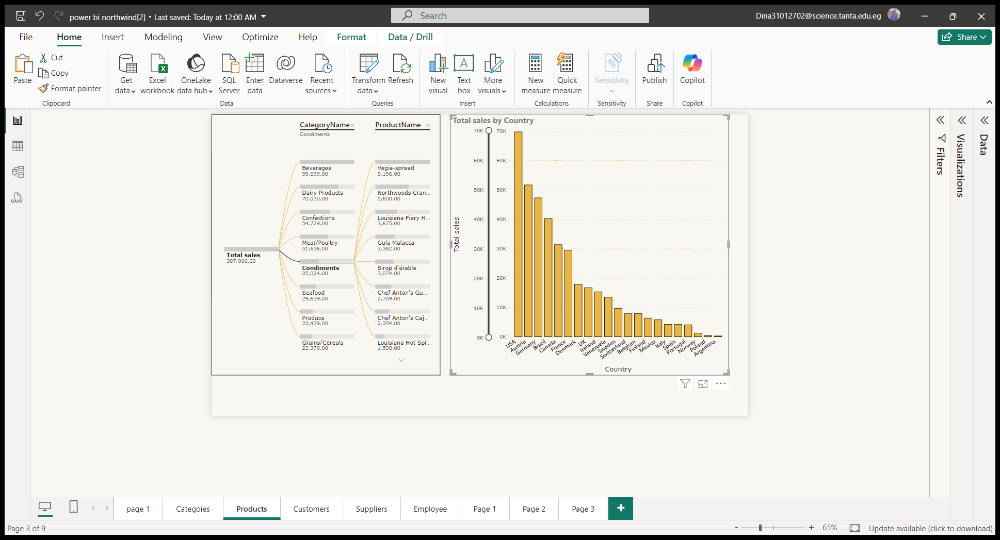 power bi northwind[2] • Last saved: Today at 12:00 AM
Search
Dina31012702@science.tanta.edu.eg
File
Home
Insert
Modeling
View
Optimize
Help
Format
Data / Drill
Share
Paste
Cut
Copy
Format painter
Clipboard
Get data
Excel workbook
OneLake data hub
SQL Server
Enter data
Dataverse
Recent sources
Data
Transform data
Refresh
Queries
New visual
Text box
More visuals
Insert
New measure
Quick measure
Calculations
Sensitivity
Sensitivity
Publish
Share
Copilot
Copilot
DAX
CategoryName
Condiments
ProductName
Total sales
387,066.00
Beverages
99,699.00
Dairy Products
70,530.00
Confections
54,729.00
Meat/Poultry
51,636.00
Condiments
35,024.00
Seafood
29,639.00
Produce
23,439.00
Grains/Cereals
22,370.00
Vegie-spread
9,196.00
Northwoods Cran...
5,600.00
Louisiana Fiery H...
3,675.00
Gula Malacca
3,382.00
Sirop d'érable
3,074.00
Chef Anton's Gu...
2,709.00
Chef Anton's Caj...
2,354.00
Louisiana Hot Spi...
1,530.00
Total sales by Country
Total sales
70K
60K
50K
40K
30K
20K
10K
0K
70K
60K
50K
40K
30K
20K
10K
0K
USA
Austria
Germany
Brazil
Canada
France
Denmark
UK
Ireland
Venezuela
Sweden
Switzerland
Belgium
Finland
Mexico
Italy
Spain
Portugal
Norway
Poland
Argentina
Country
Filters
Visualizations
Data
page 1
Categoies
Products
Customers
Suppliers
Employee
Page 1
Page 2
Page 3
+
Page 3 of 9
- + 65%
Update available (click to download)